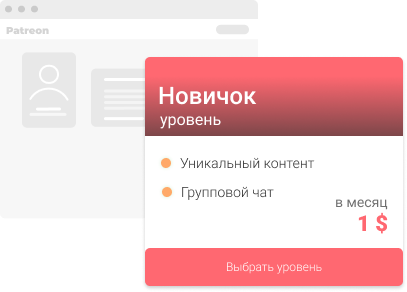 Patreon
Новичок
уровень
Уникальный контент
Групповой чат
в месяц
1 $
Выбрать уровень